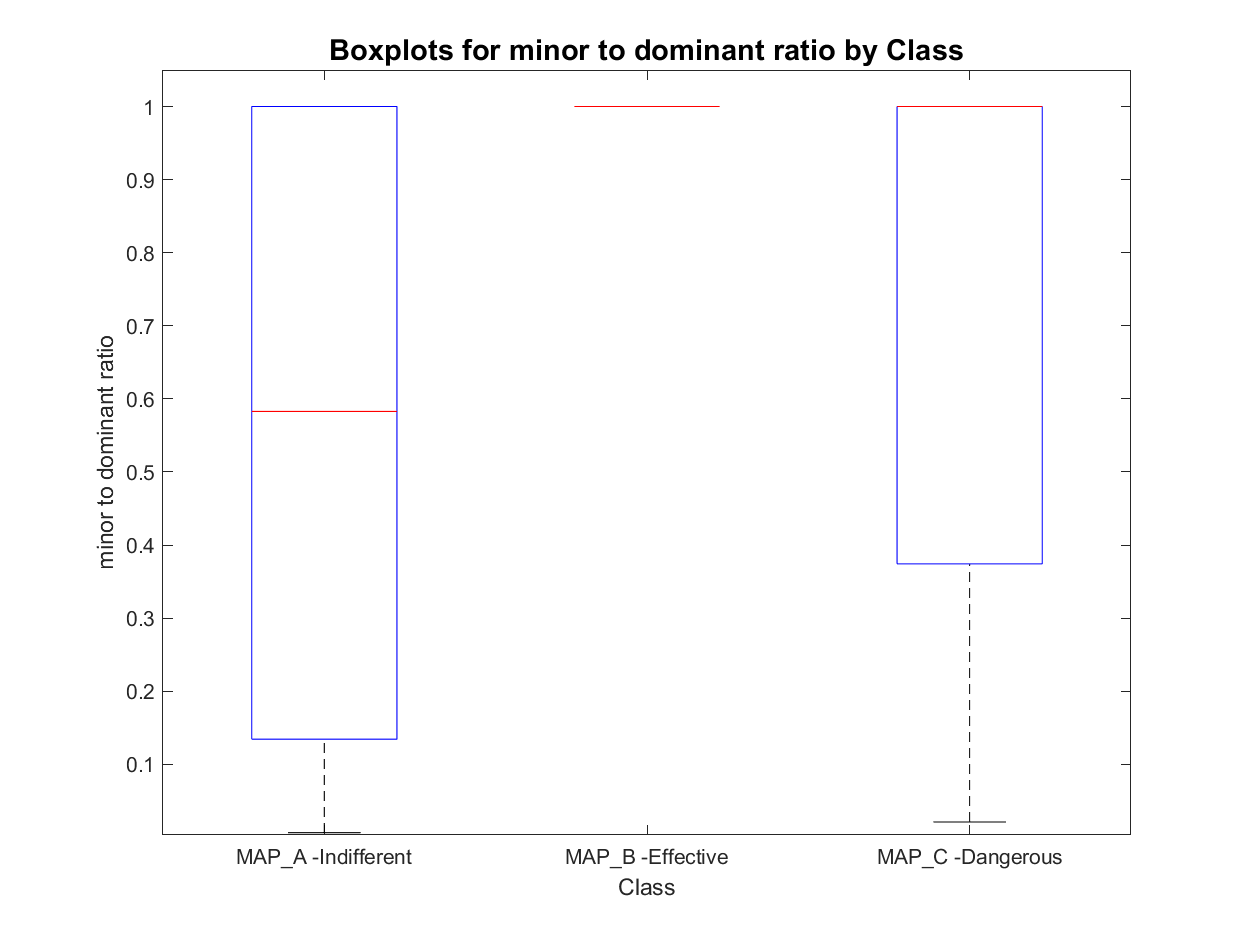 Boxplots for minor to dominant ratio by Class
1
0.9
0.8
0.7
0.6
0.5
0.4
0.3
0.2
0.1
minor to dominant ratio
MAP_A -Indifferent
MAP_B -Effective
MAP_C -Dangerous
Class